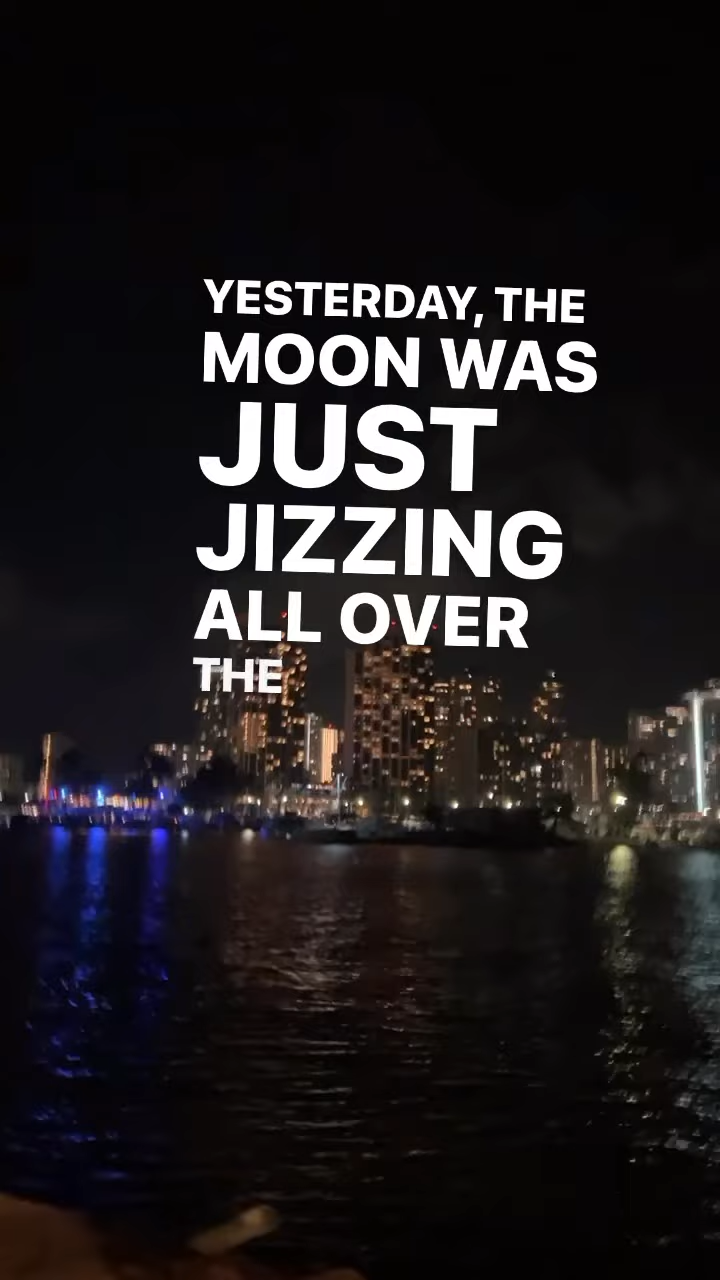 YESTERDAY, THE
MOON WAS
JUST
JIZZING
ALL OVER
THE